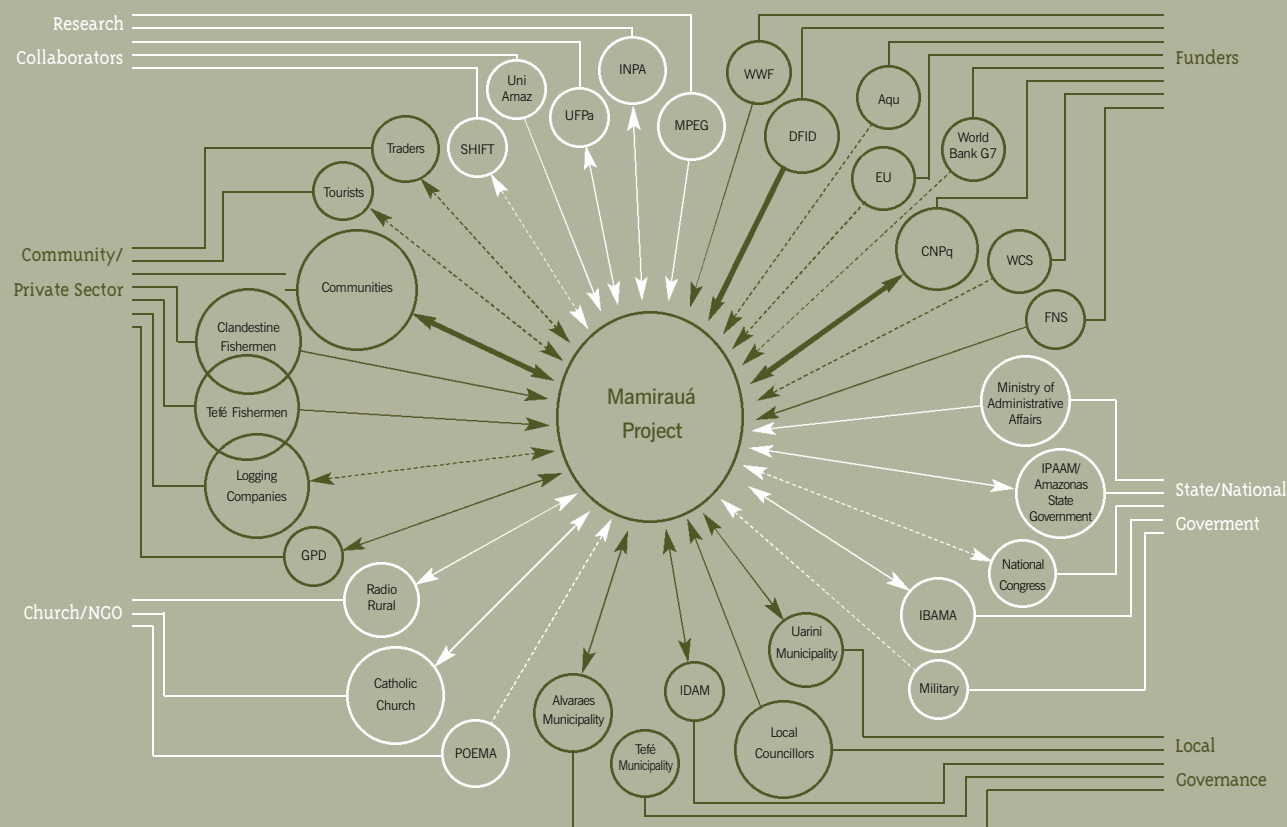 Research
Collaborators
Uni
Amaz
SHIFT
UFPa
INPA
MPEG
WWF
DFID
Aqu
EU
World
Bank G7
CNPq
WCS
FNS
Funders
Community/
Private Sector
Traders
Tourists
Communities
Clandestine
Fishermen
Tefé Fishermen
Logging
Companies
GPD
Mamirauá
Project
Ministry of
Administrative
Affairs
IPAAM/
Amazonas
State
Government
National
Congress
IBAMA
Military
State/National
Goverment
Church/NGO
Radio
Rural
Catholic
Church
POEMA
Alvaraes
Municipality
Tefé
Municipality
IDAM
Local
Councillors
Uarini
Municipality
Local
Governance